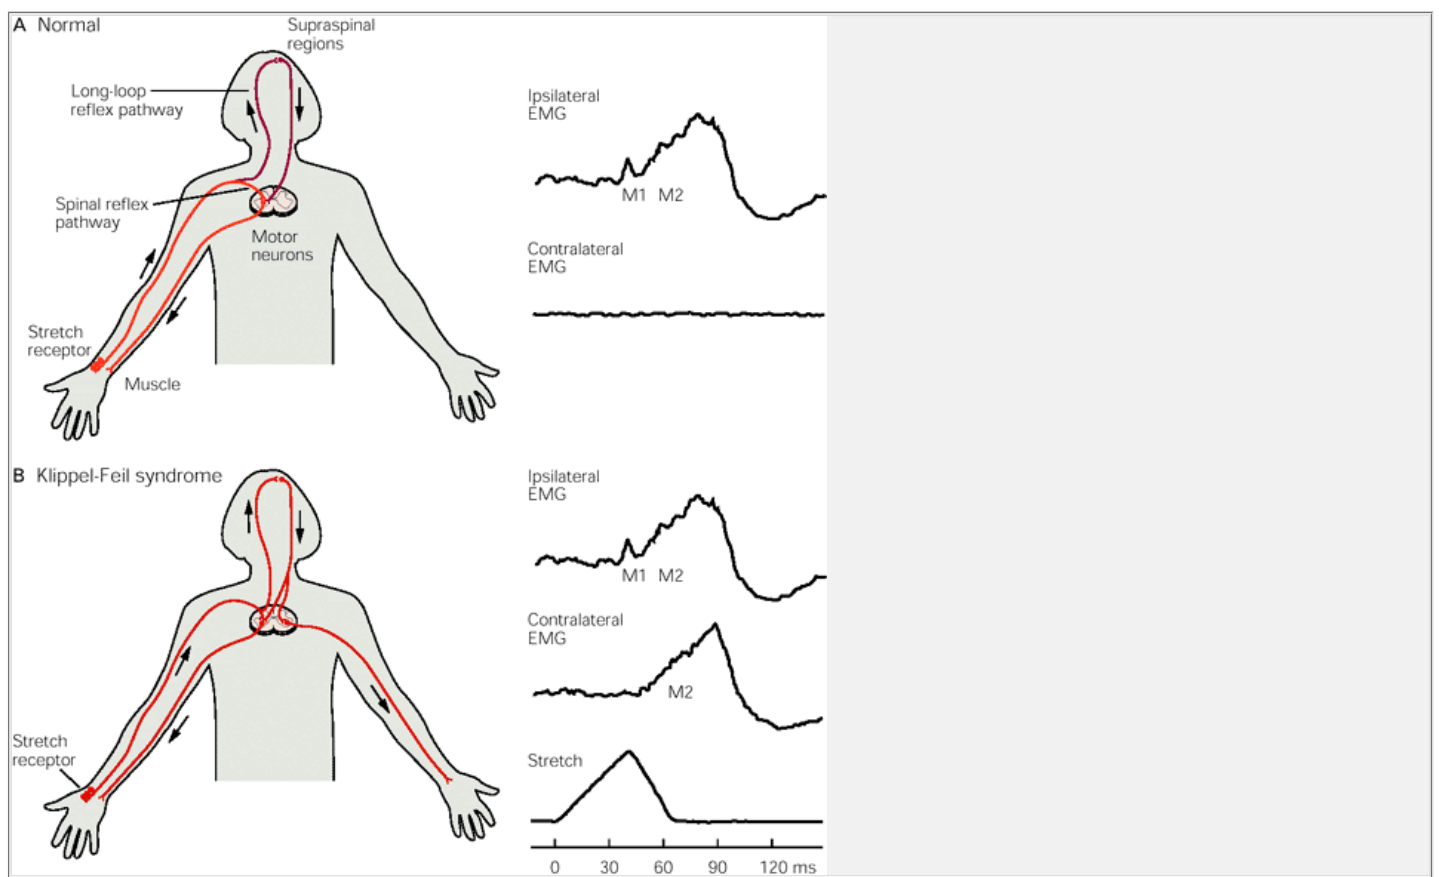 A Normal
Supraspinal
regions
Long-loop
reflex pathway
Spinal reflex
pathway
Motor
neurons
Stretch
receptor
Muscle
Ipsilateral
EMG
M1 M2
Contralateral
EMG
B Klippel-Feil syndrome
Stretch
receptor
Ipsilateral
EMG
M1 M2
Contralateral
EMG
M2
Stretch
0 30 60 90 120 ms